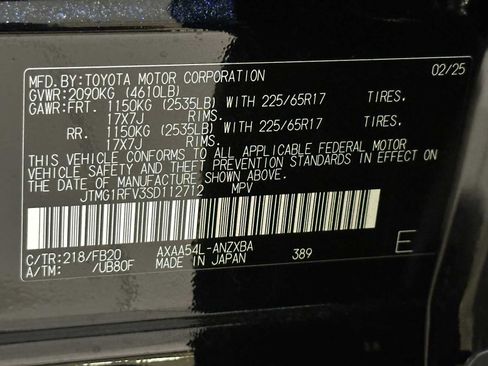 MFD.BY:TOYOTA MOTOR CORPORATION 02/25
GVWR:2090KG (4610LB)
GAWR:FRT. 1150KG (2535LB) WITH 225/65R17 TIRES.
17X7J RIMS.
RR. 1150KG (2535LB) WITH 225/65R17 TIRES.
17X7J RIMS.
THIS VEHICLE CONFORMS TO ALL APPLICABLE FEDERAL MOTOR
VEHICLE SAFETY AND THEFT PREVENTION STANDARDS IN EFFECT ON
THE DATE OF MANUFACTURE SHOWN ABOVE.
JTMG1RFV3SD112712 MPV
C/TR:218/FB20 AXAA54L-ANZXBA E
A/TM: /UB80F MADE IN JAPAN 389